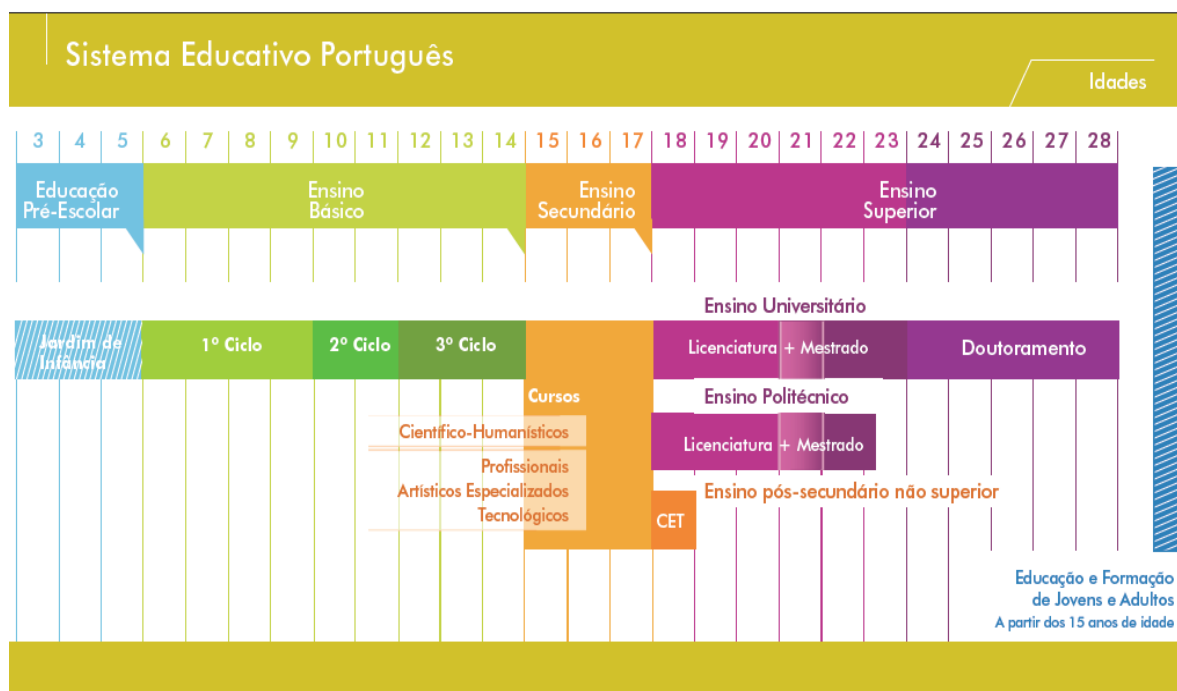 Sistema Educativo Português
Idades
3 4 5 6 7 8 9 10 11 12 13 14 15 16 17 18 19 20 21 22 23 24 25 26 27 28
Educação
Pré-Escolar
Ensino
Básico
Ensino
Secundário
Ensino
Superior
Ensino Universitário
Jardim de
Infância
1º Ciclo
2º Ciclo
3º Ciclo
Licenciatura + Mestrado
Doutoramento
Cursos
Ensino Politécnico
Científico-Humanísticos
Licenciatura + Mestrado
Profissionais
Artísticos Especializados
Tecnológicos
Ensino pós-secundário não superior
CET
Educação e Formação
de Jovens e Adultos
A partir dos 15 anos de idade